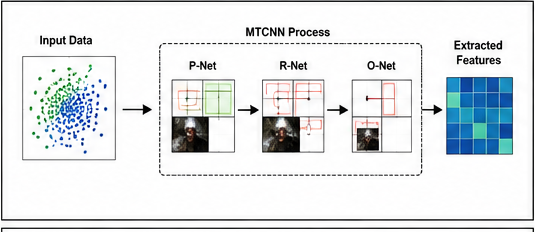 MTCNN Process
Input Data
P-Net
R-Net
O-Net
Extracted
Features